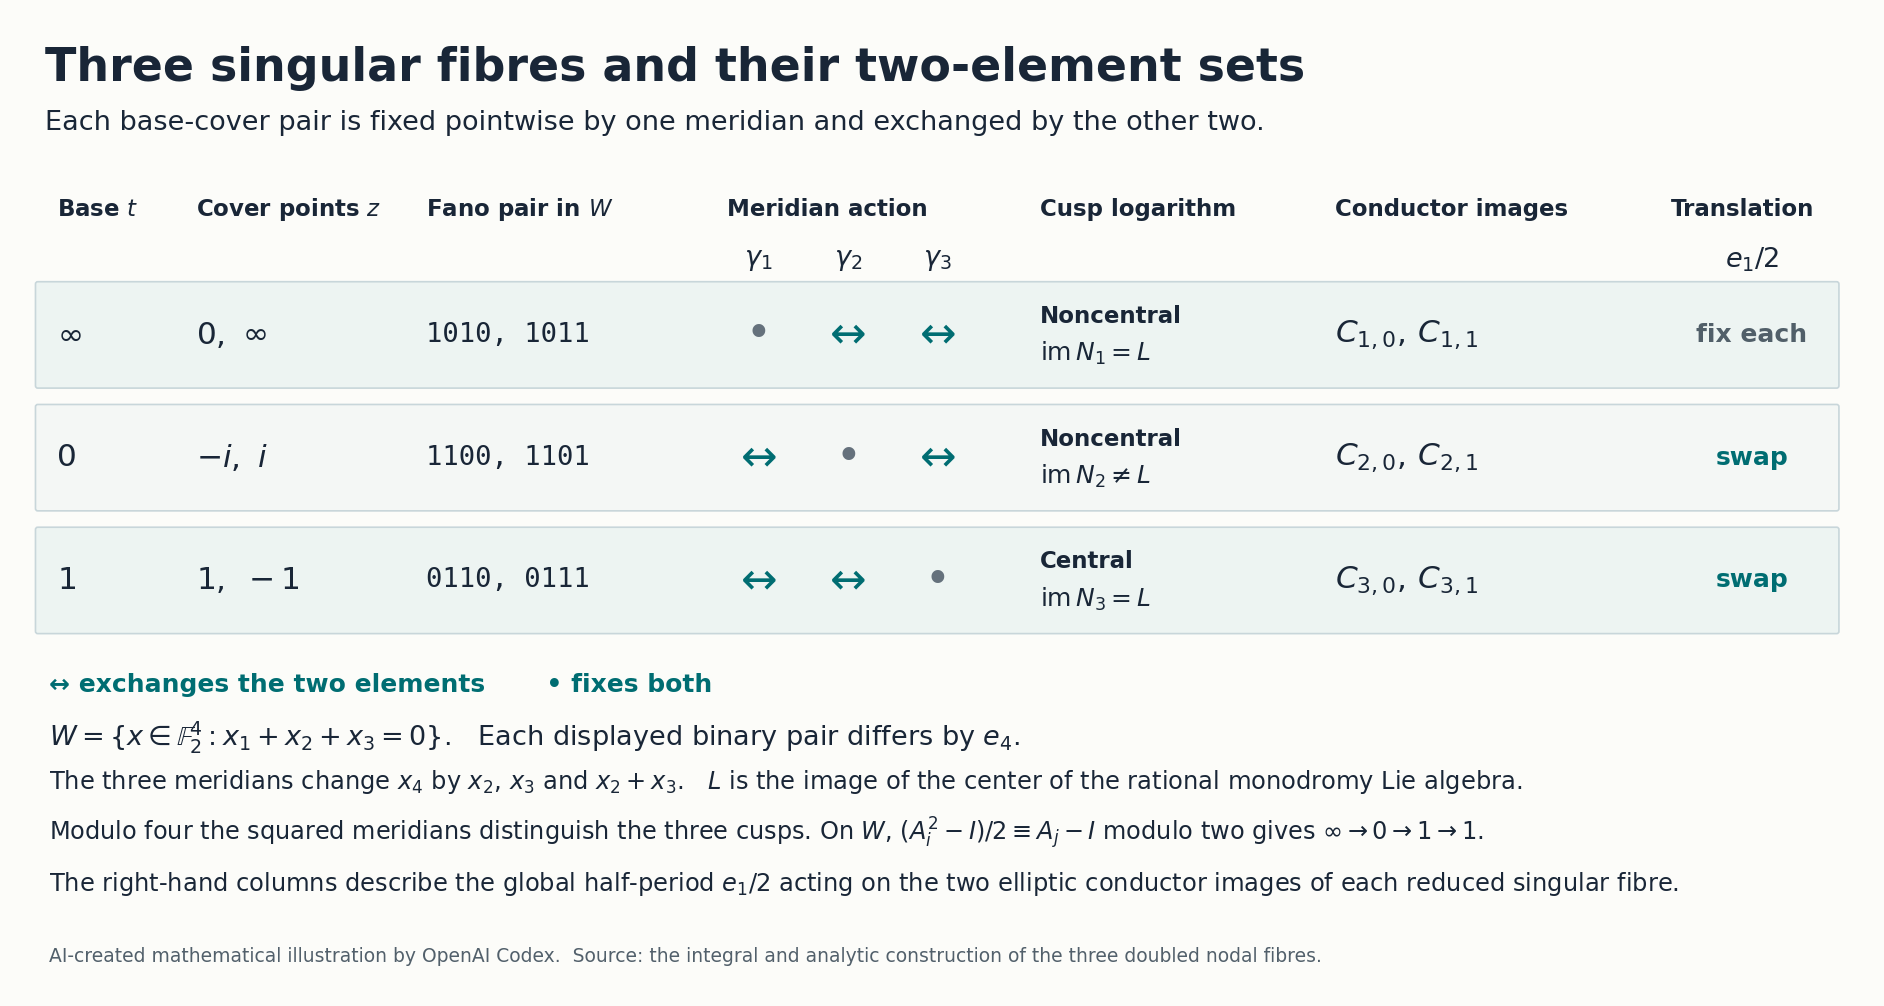 Three singular fibres and their two-element sets
Each base-cover pair is fixed pointwise by one meridian and exchanged by the other two.
Base t Cover points z Fano pair in W Meridian action Cusp logarithm Conductor images Translation
γ₁ γ₂ γ₃ e₁/2
∞ 0, ∞ 1010, 1011 • ↔ ↔ Noncentral C₁,₀, C₁,₁ fix each
im N₁ = L
0 −i, i 1100, 1101 ↔ • ↔ Noncentral C₂,₀, C₂,₁ swap
im N₂ ≠ L
1 1, −1 0110, 0111 ↔ ↔ • Central C₃,₀, C₃,₁ swap
im N₃ = L
↔ exchanges the two elements • fixes both
W = {x ∈ 𝔽₂⁴ : x₁ + x₂ + x₃ = 0}. Each displayed binary pair differs by e₄.
The three meridians change x₄ by x₂, x₃ and x₂ + x₃. L is the image of the center of the rational monodromy Lie algebra.
Modulo four the squared meridians distinguish the three cusps. On W, (Aᵢ² − I)/2 ≡ Aⱼ − I modulo two gives ∞ → 0 → 1 → 1.
The right-hand columns describe the global half-period e₁/2 acting on the two elliptic conductor images of each reduced singular fibre.
AI-created mathematical illustration by OpenAI Codex. Source: the integral and analytic construction of the three doubled nodal fibres.